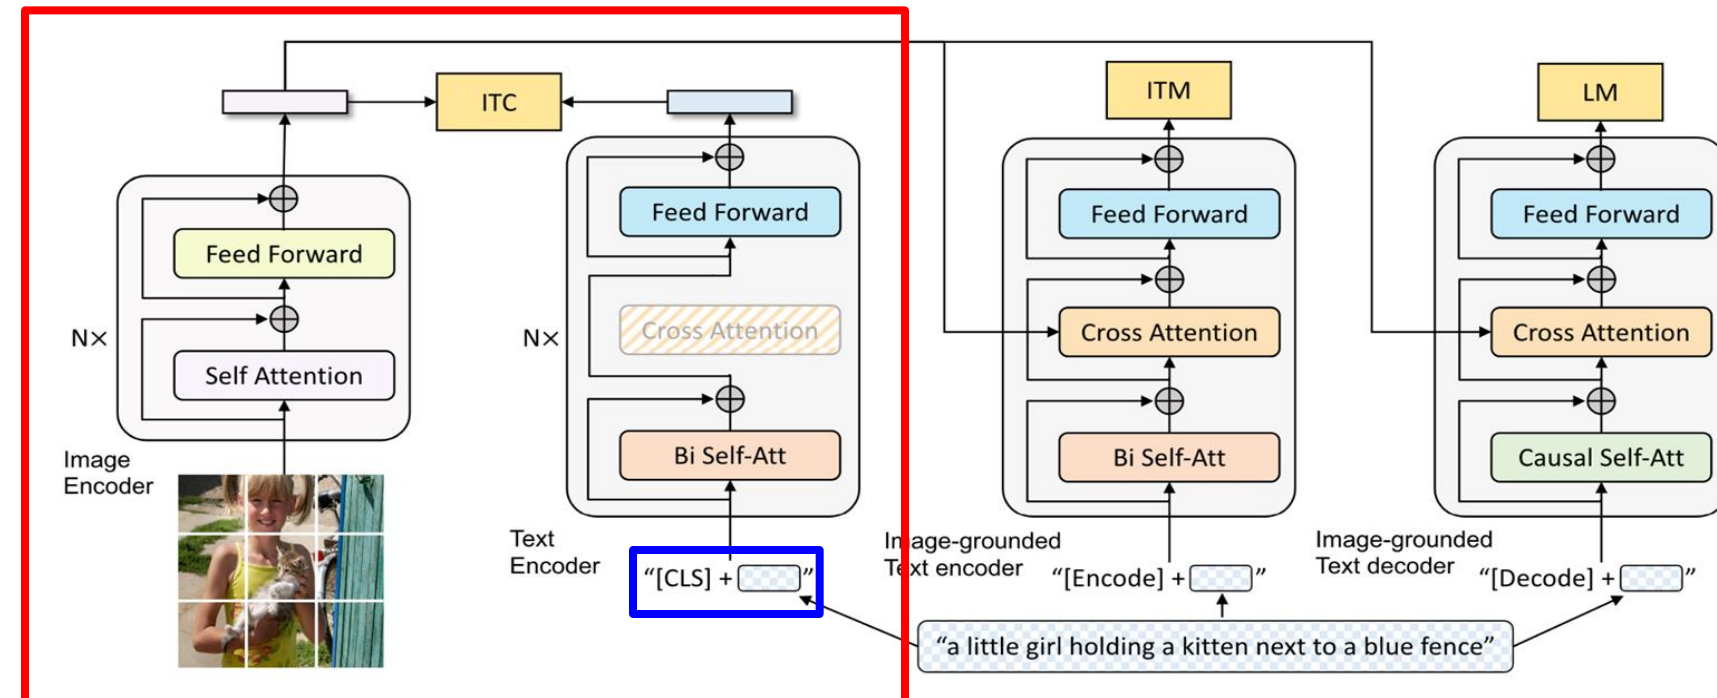 ITC
ITM
LM
Feed Forward
Self Attention
N×
Image
Encoder
Feed Forward
Cross Attention
Bi Self-Att
N×
Text
Encoder
“[CLS] + ”
Feed Forward
Cross Attention
Bi Self-Att
Image-grounded
Text encoder
“[Encode] + ”
Feed Forward
Cross Attention
Causal Self-Att
Image-grounded
Text decoder
“[Decode] + ”
“a little girl holding a kitten next to a blue fence”